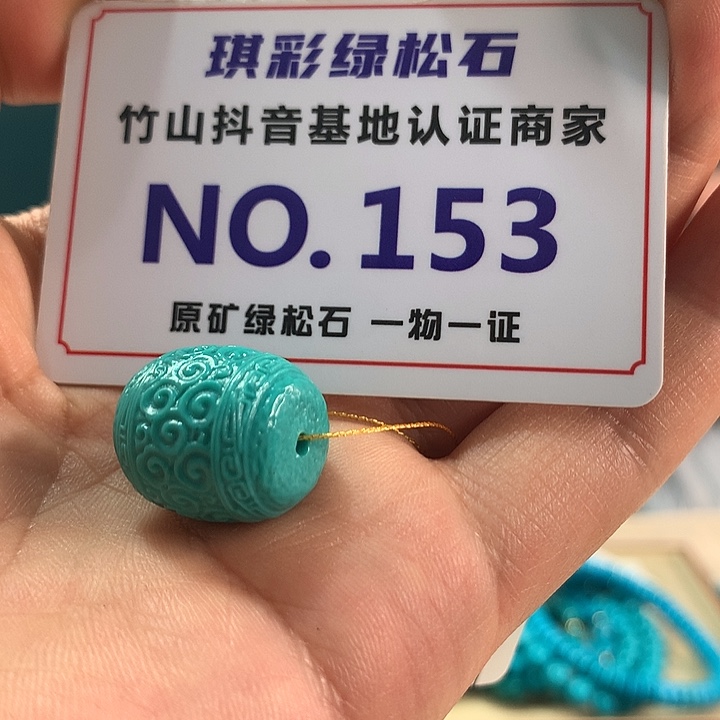 琪彩绿松石
竹山抖音基地认证商家
NO.153
原矿绿松石 一物一证